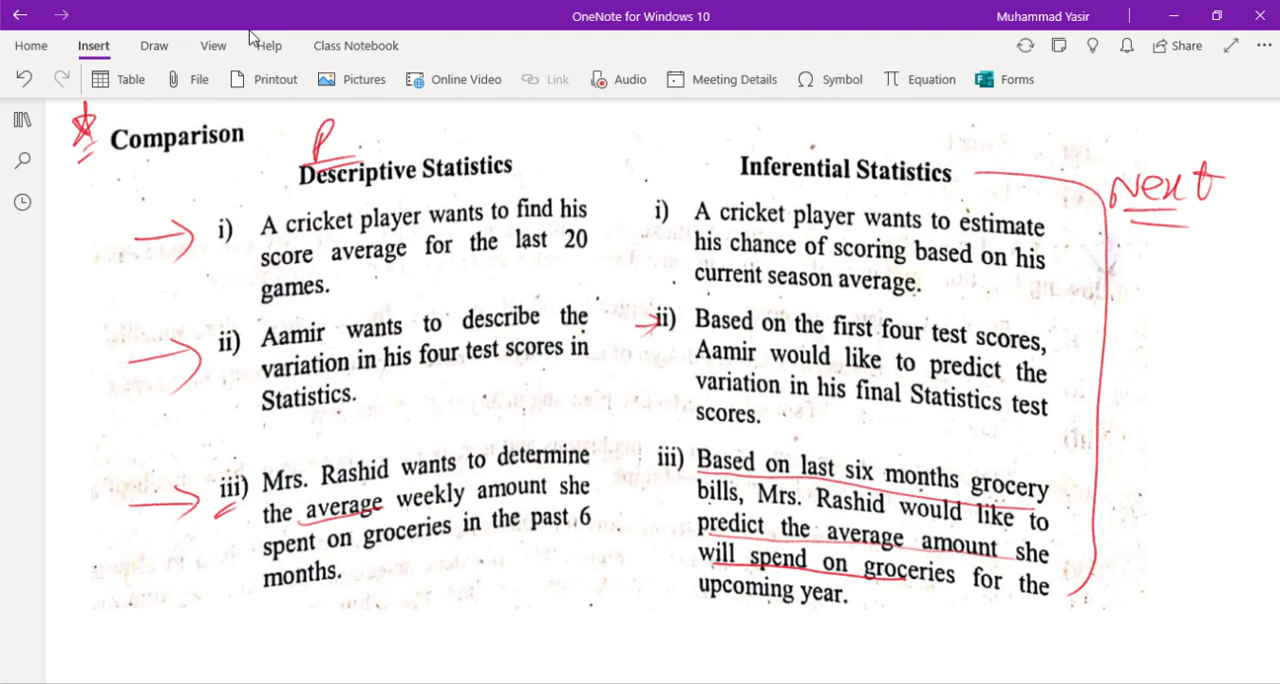 OneNote for Windows 10
Muhammad Yasir
Home Insert Draw View Help Class Notebook
Share
Table File Printout Pictures Online Video Link Audio Meeting Details Symbol Equation Forms
Comparison
P
Descriptive Statistics
i) A cricket player wants to find his
score average for the last 20
games.
ii) Aamir wants to describe the
variation in his four test scores in
Statistics.
iii) Mrs. Rashid wants to determine
the average weekly amount she
spent on groceries in the past 6
months.
Inferential Statistics
Next
i) A cricket player wants to estimate
his chance of scoring based on his
current season average.
ii) Based on the first four test scores,
Aamir would like to predict the
variation in his final Statistics test
scores.
iii) Based on last six months grocery
bills, Mrs. Rashid would like to
predict the average amount she
will spend on groceries for the
upcoming year.